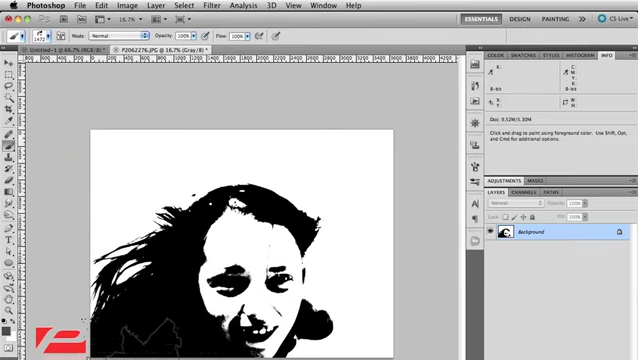 Photoshop File Edit Image Layer Select Filter Analysis 3D View Window Help
Ps 16.7% ESSENTIALS DESIGN PAINTING >> CS Live
1472 Mode: Normal Opacity: 100% Flow: 100%
Untitled-1 @ 66.7% (RGB/8) * P2062276.JPG @ 16.7% (Gray/8) *
COLOR SWATCHES STYLES HISTOGRAM INFO
K: C:
M:
Y:
K:
8-bit 8-bit
X: W:
Y: H:
Doc: 9.52M/5.30M
Click and drag to paint using foreground color. Use Shift, Opt,
and Cmd for additional options.
ADJUSTMENTS MASKS
LAYERS CHANNELS PATHS
Normal Opacity: 100%
Lock: Fill: 100%
Background